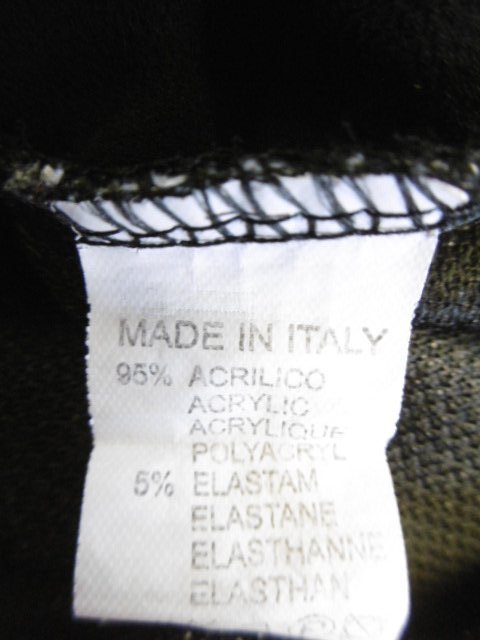 MADE IN ITALY
95% ACRILICO
ACRYLIC
ACRYLIQUE
POLYACRYL
5% ELASTAM
ELASTANE
ELASTHANNE
ELASTHAN